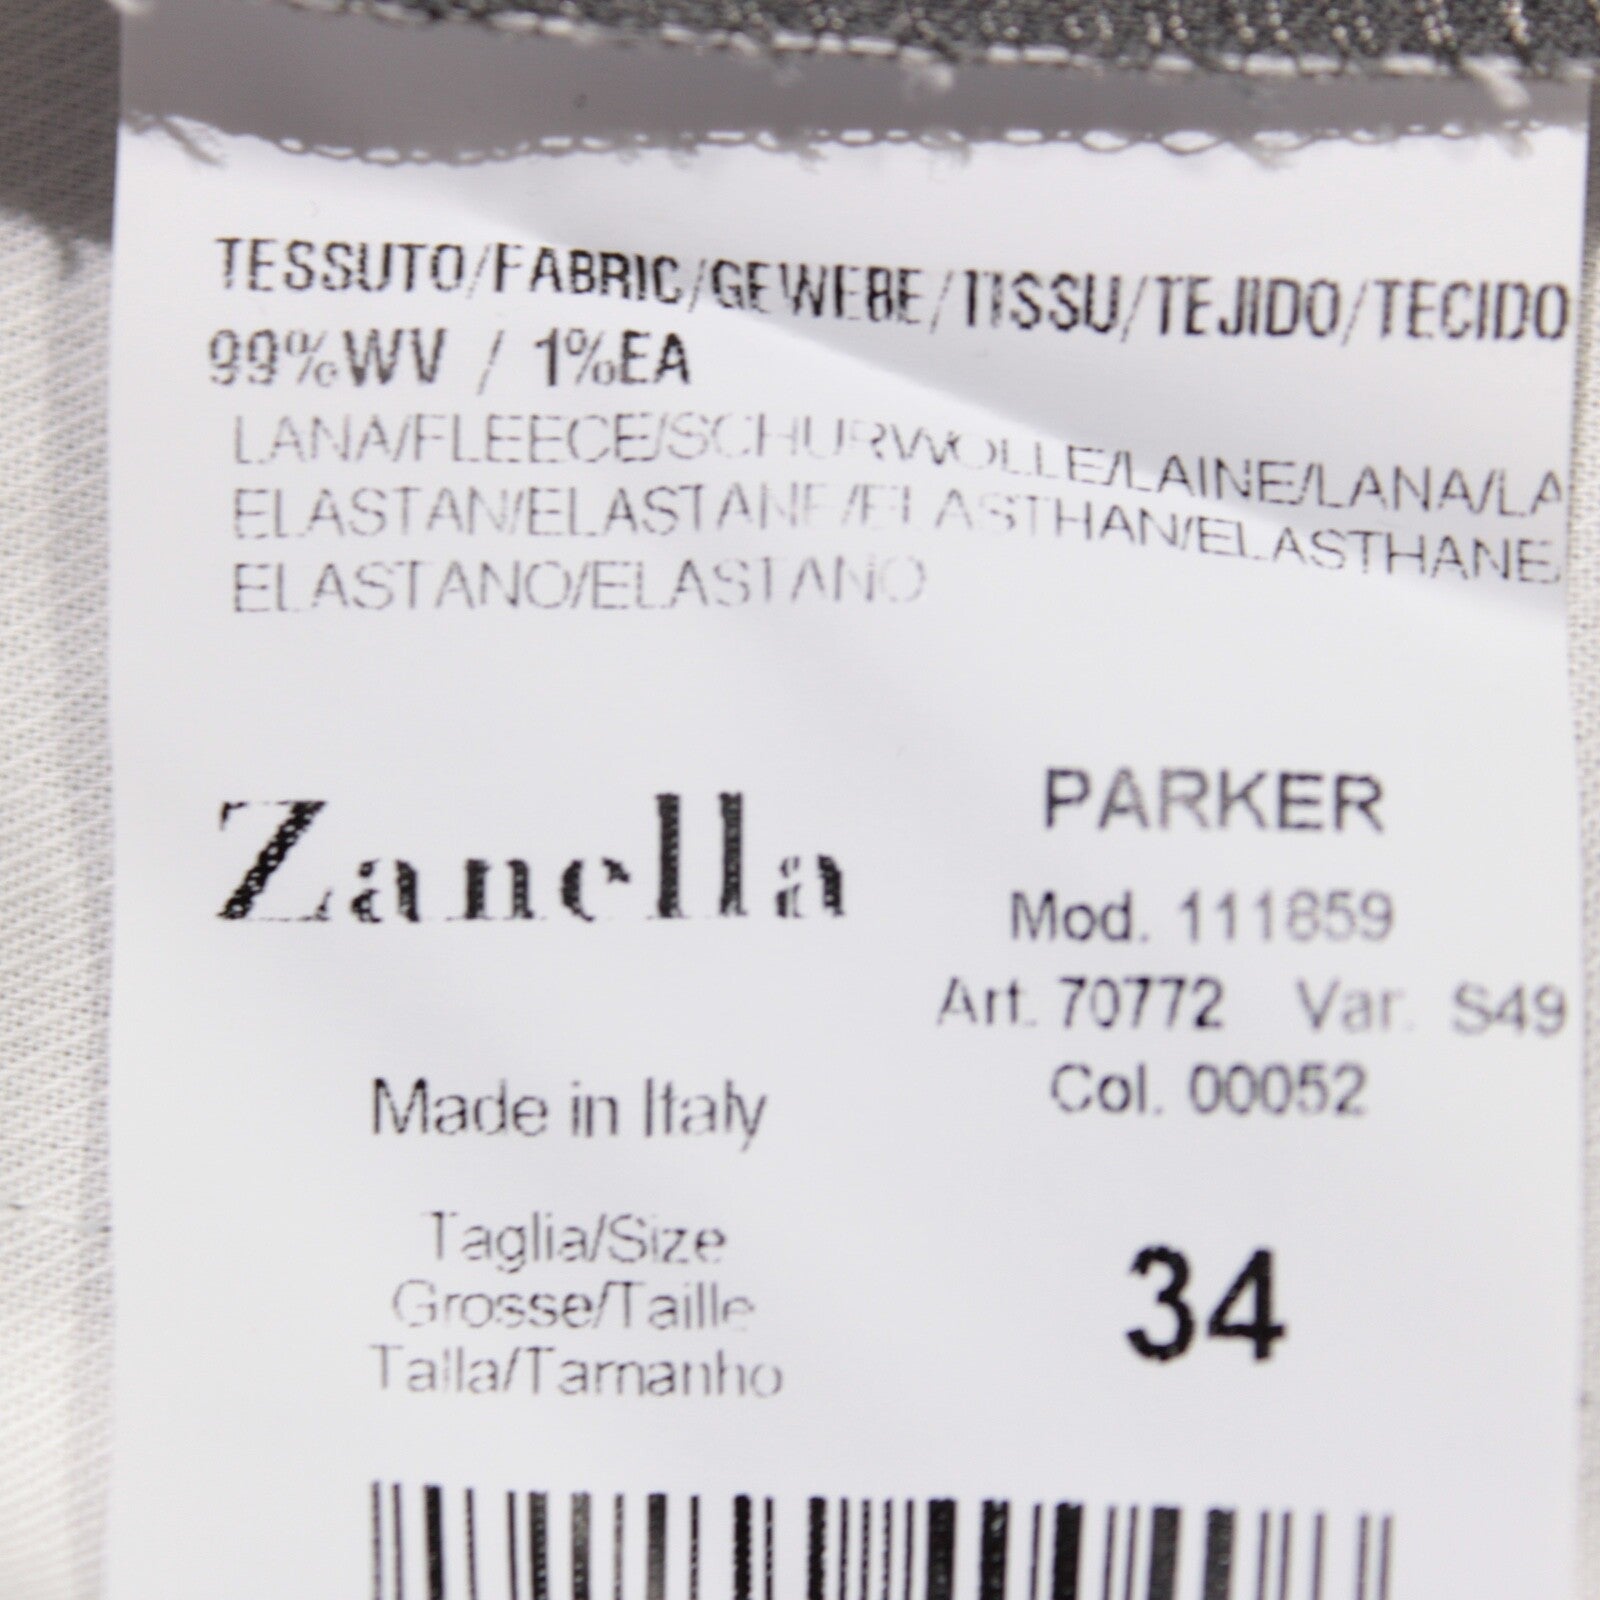 TESSUTO/FABRIC/GEWEBE/TISSU/TEJIDO/TECIDO
99%WV / 1%EA
LANA/FLEECE/SCHURWOLLE/LAINE/LANA/LA
ELASTAN/ELASTANE/ELASTHAN/ELASTHANE
ELASTANO/ELASTANO
Zanella
PARKER
Mod. 111859
Art. 70772 Var. S49
Col. 00052
Made in Italy
Taglia/Size
Grosse/Taille
Talla/Tamanho
34